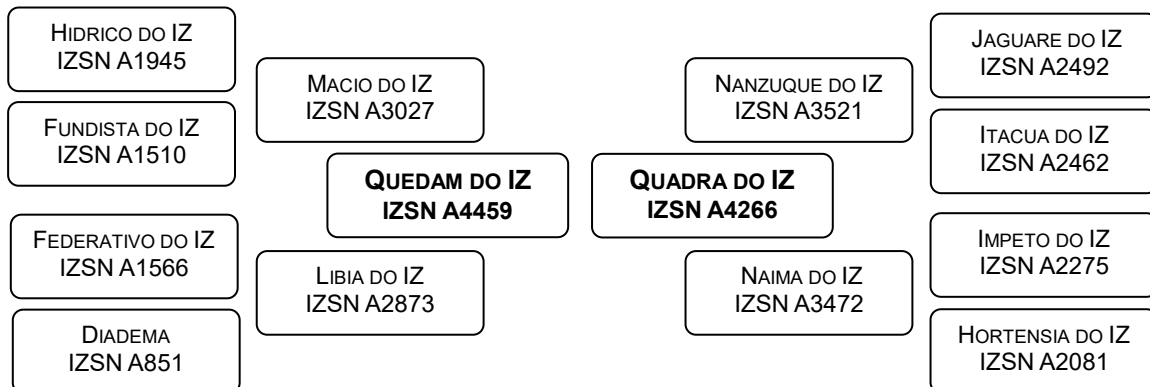 HIDRICO DO IZ
IZSN A1945
FUNDISTA DO IZ
IZSN A1510
FEDERATIVO DO IZ
IZSN A1566
DIADEMA
IZSN A851
MACIO DO IZ
IZSN A3027
LIBIA DO IZ
IZSN A2873
QUEDAM DO IZ
IZSN A4459
QUADRA DO IZ
IZSN A4266
NANZUQUE DO IZ
IZSN A3521
NAIMA DO IZ
IZSN A3472
JAGUARE DO IZ
IZSN A2492
ITACUA DO IZ
IZSN A2462
IMPETO DO IZ
IZSN A2275
HORTENSIA DO IZ
IZSN A2081